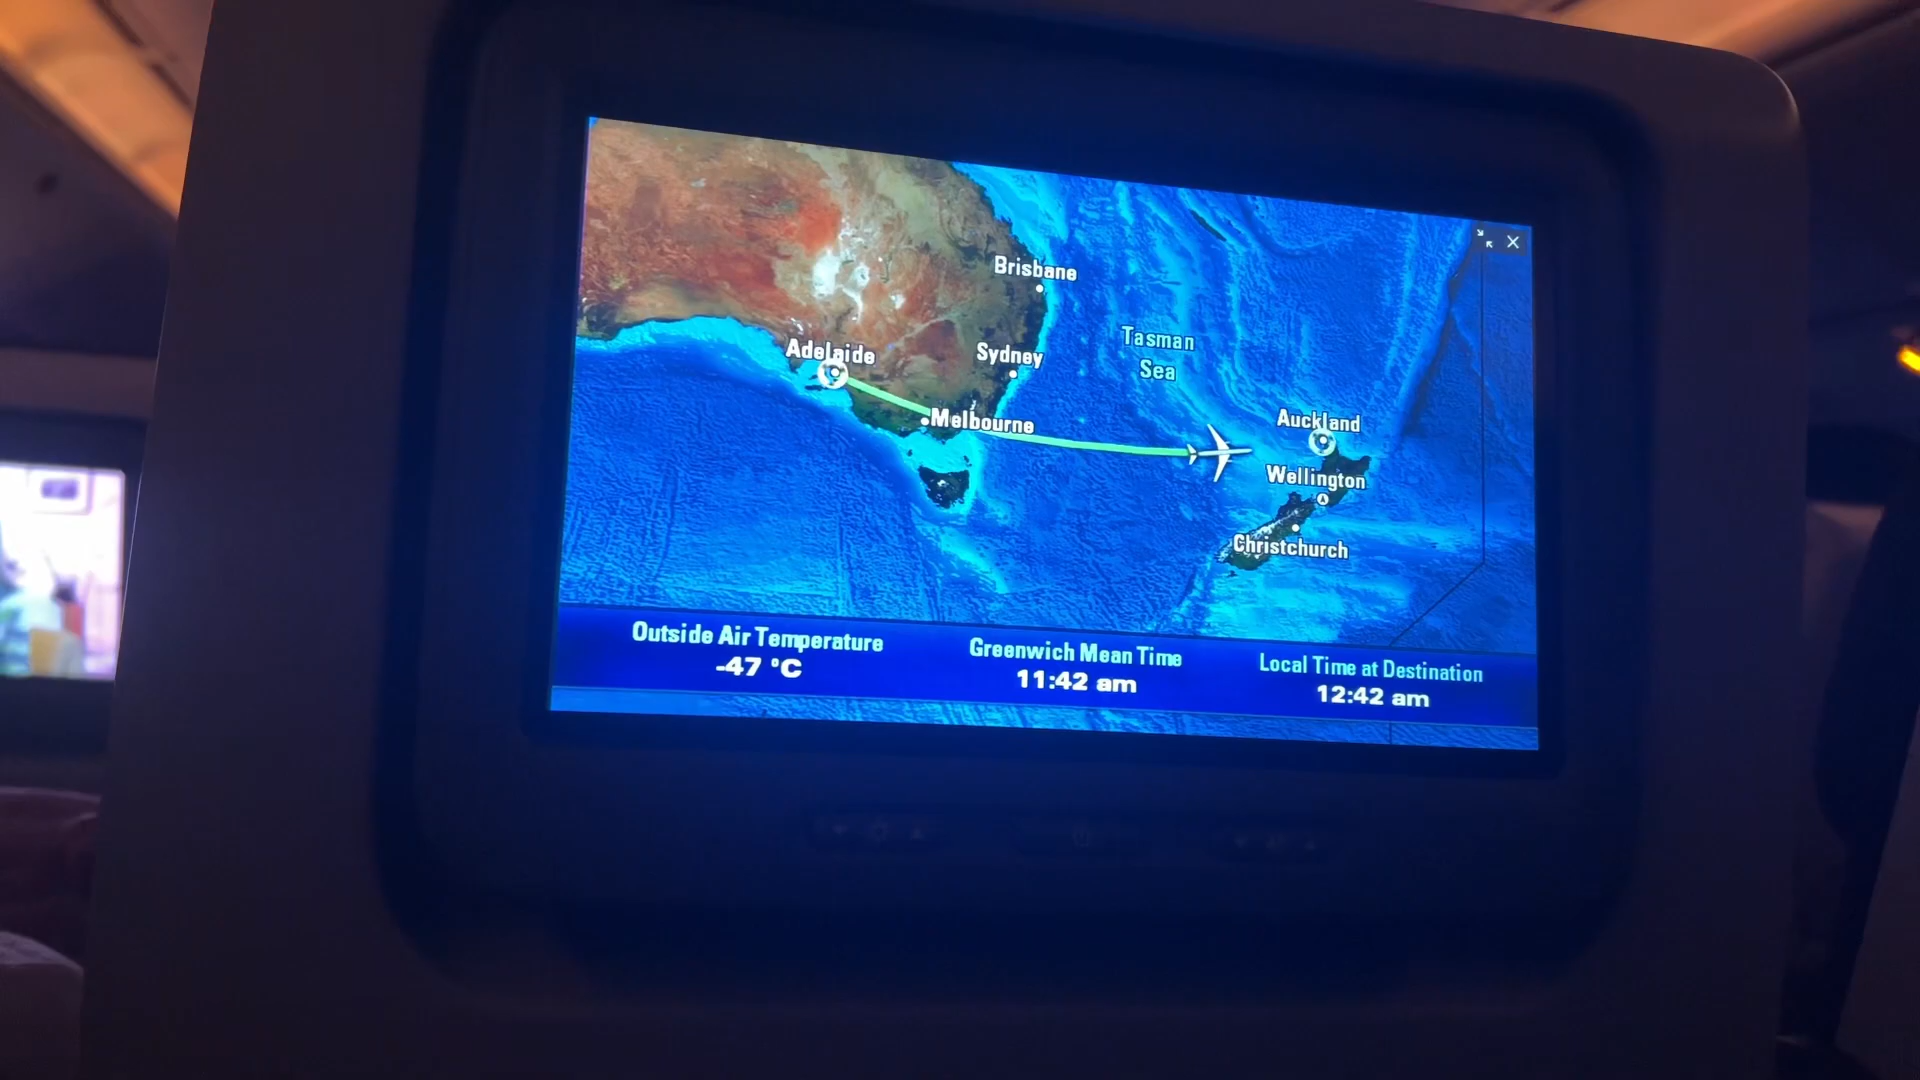 Brisbane
Tasman
Sea
Adelaide
Sydney
Melbourne
Auckland
Wellington
Christchurch
Outside Air Temperature
-47 °C
Greenwich Mean Time
11:42 am
Local Time at Destination
12:42 am